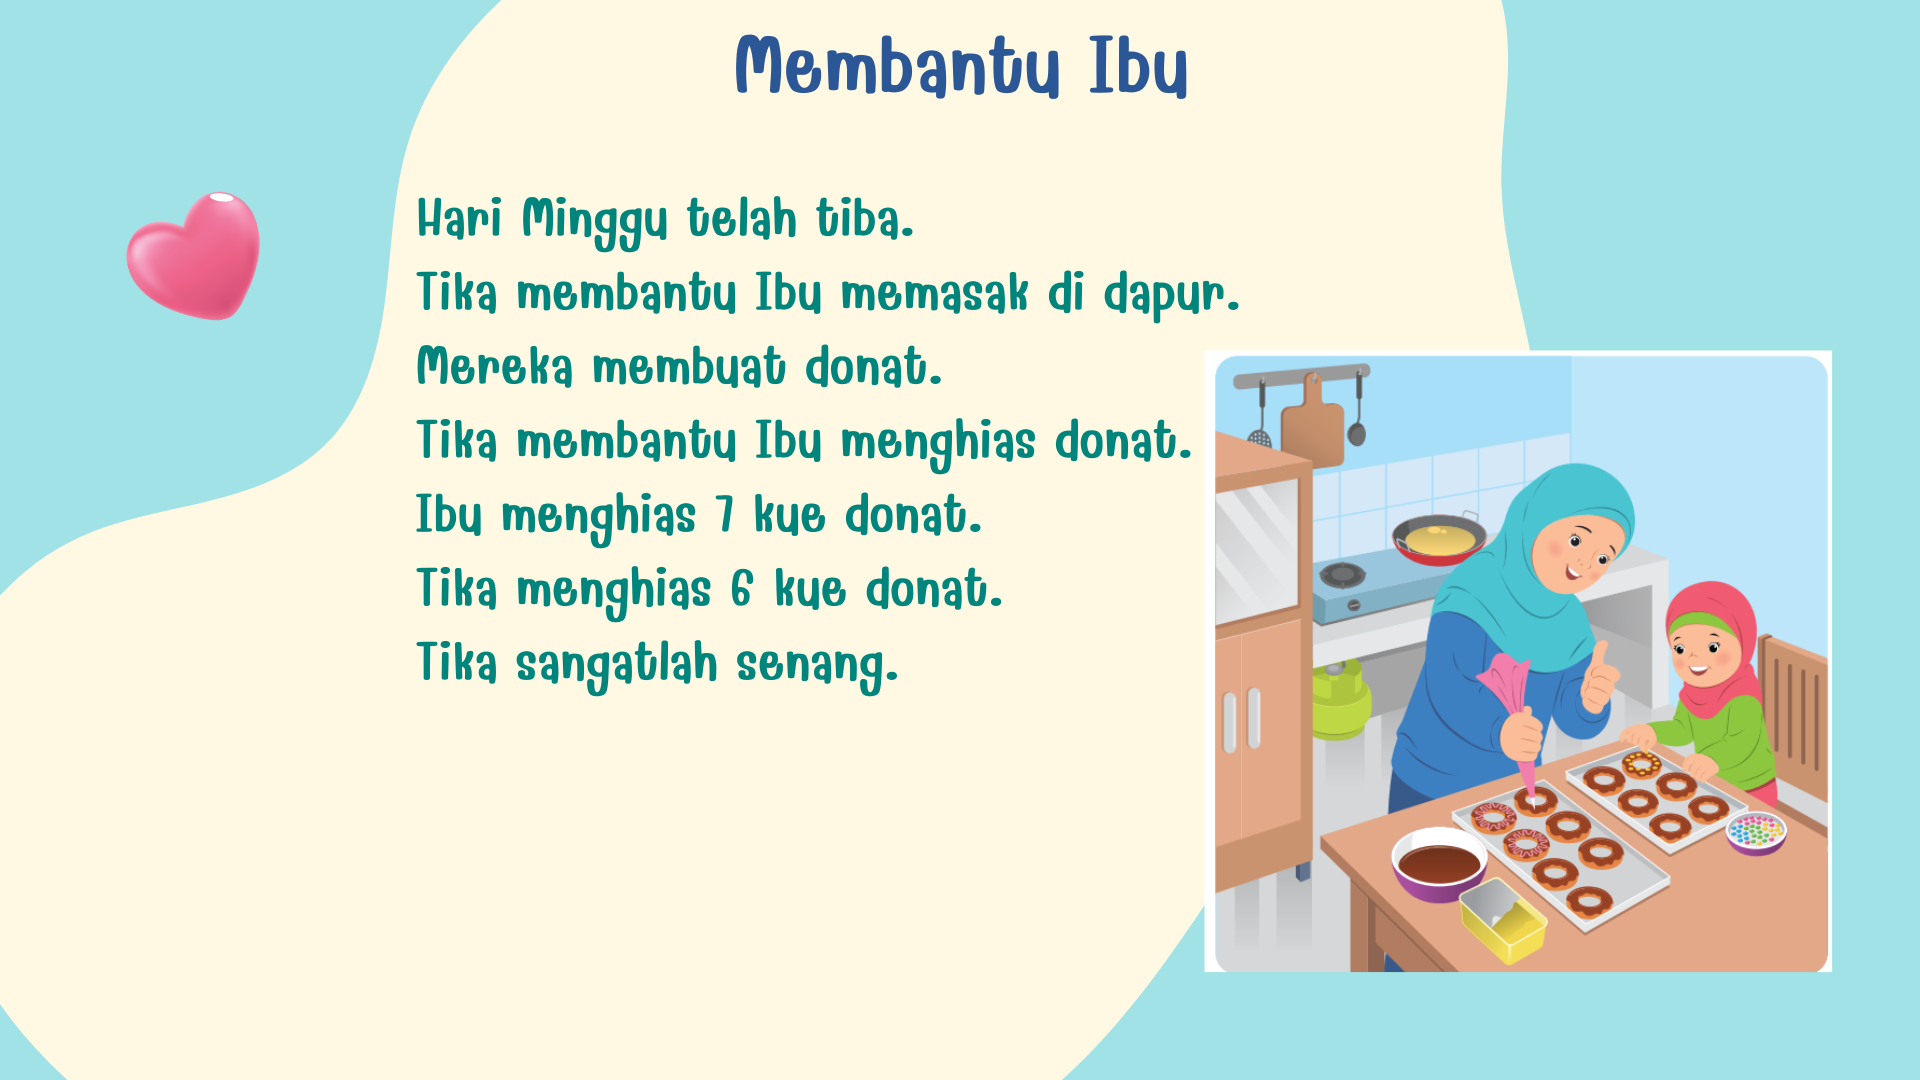 Membantu Ibu
Hari Minggu telah tiba.
Tika membantu Ibu memasak di dapur.
Mereka membuat donat.
Tika membantu Ibu menghias donat.
Ibu menghias 7 kue donat.
Tika menghias 6 kue donat.
Tika sangatlah senang.